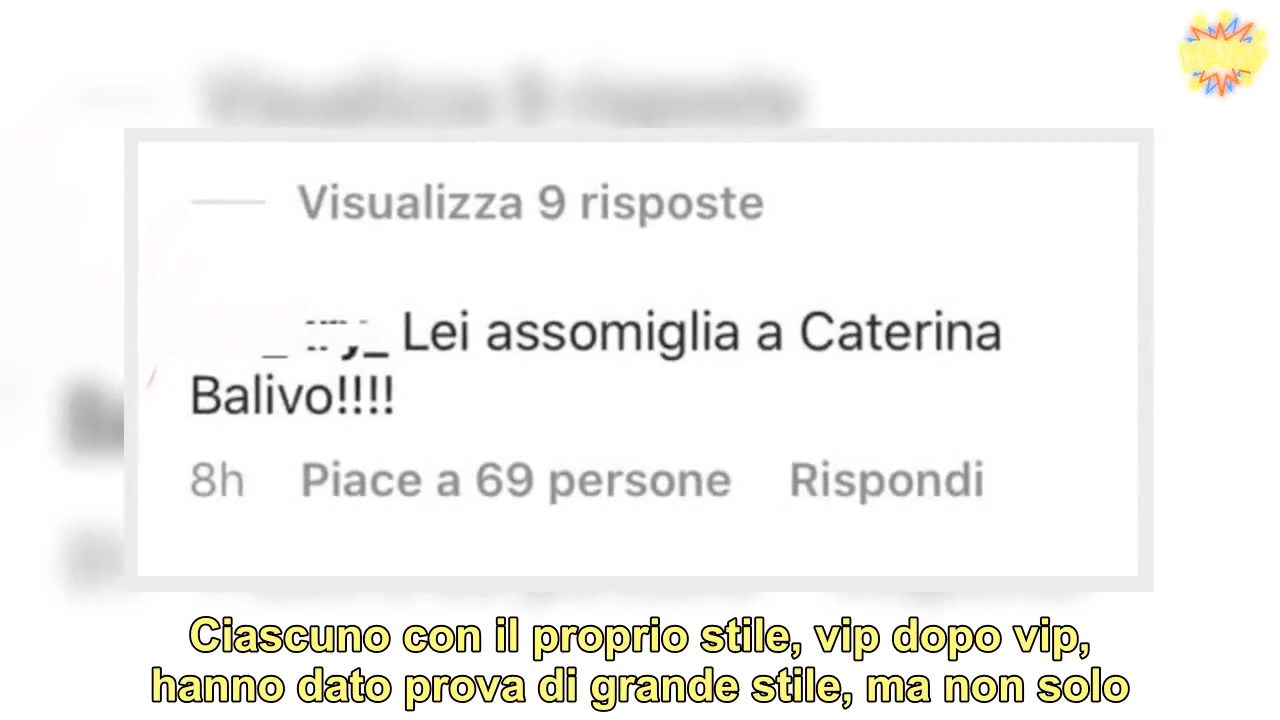 Visualizza 9 risposte
Lei assomiglia a Caterina
Balivo!!!!
8h Piace a 69 persone Rispondi
Ciascuno con il proprio stile, vip dopo vip,
hanno dato prova di grande stile, ma non solo